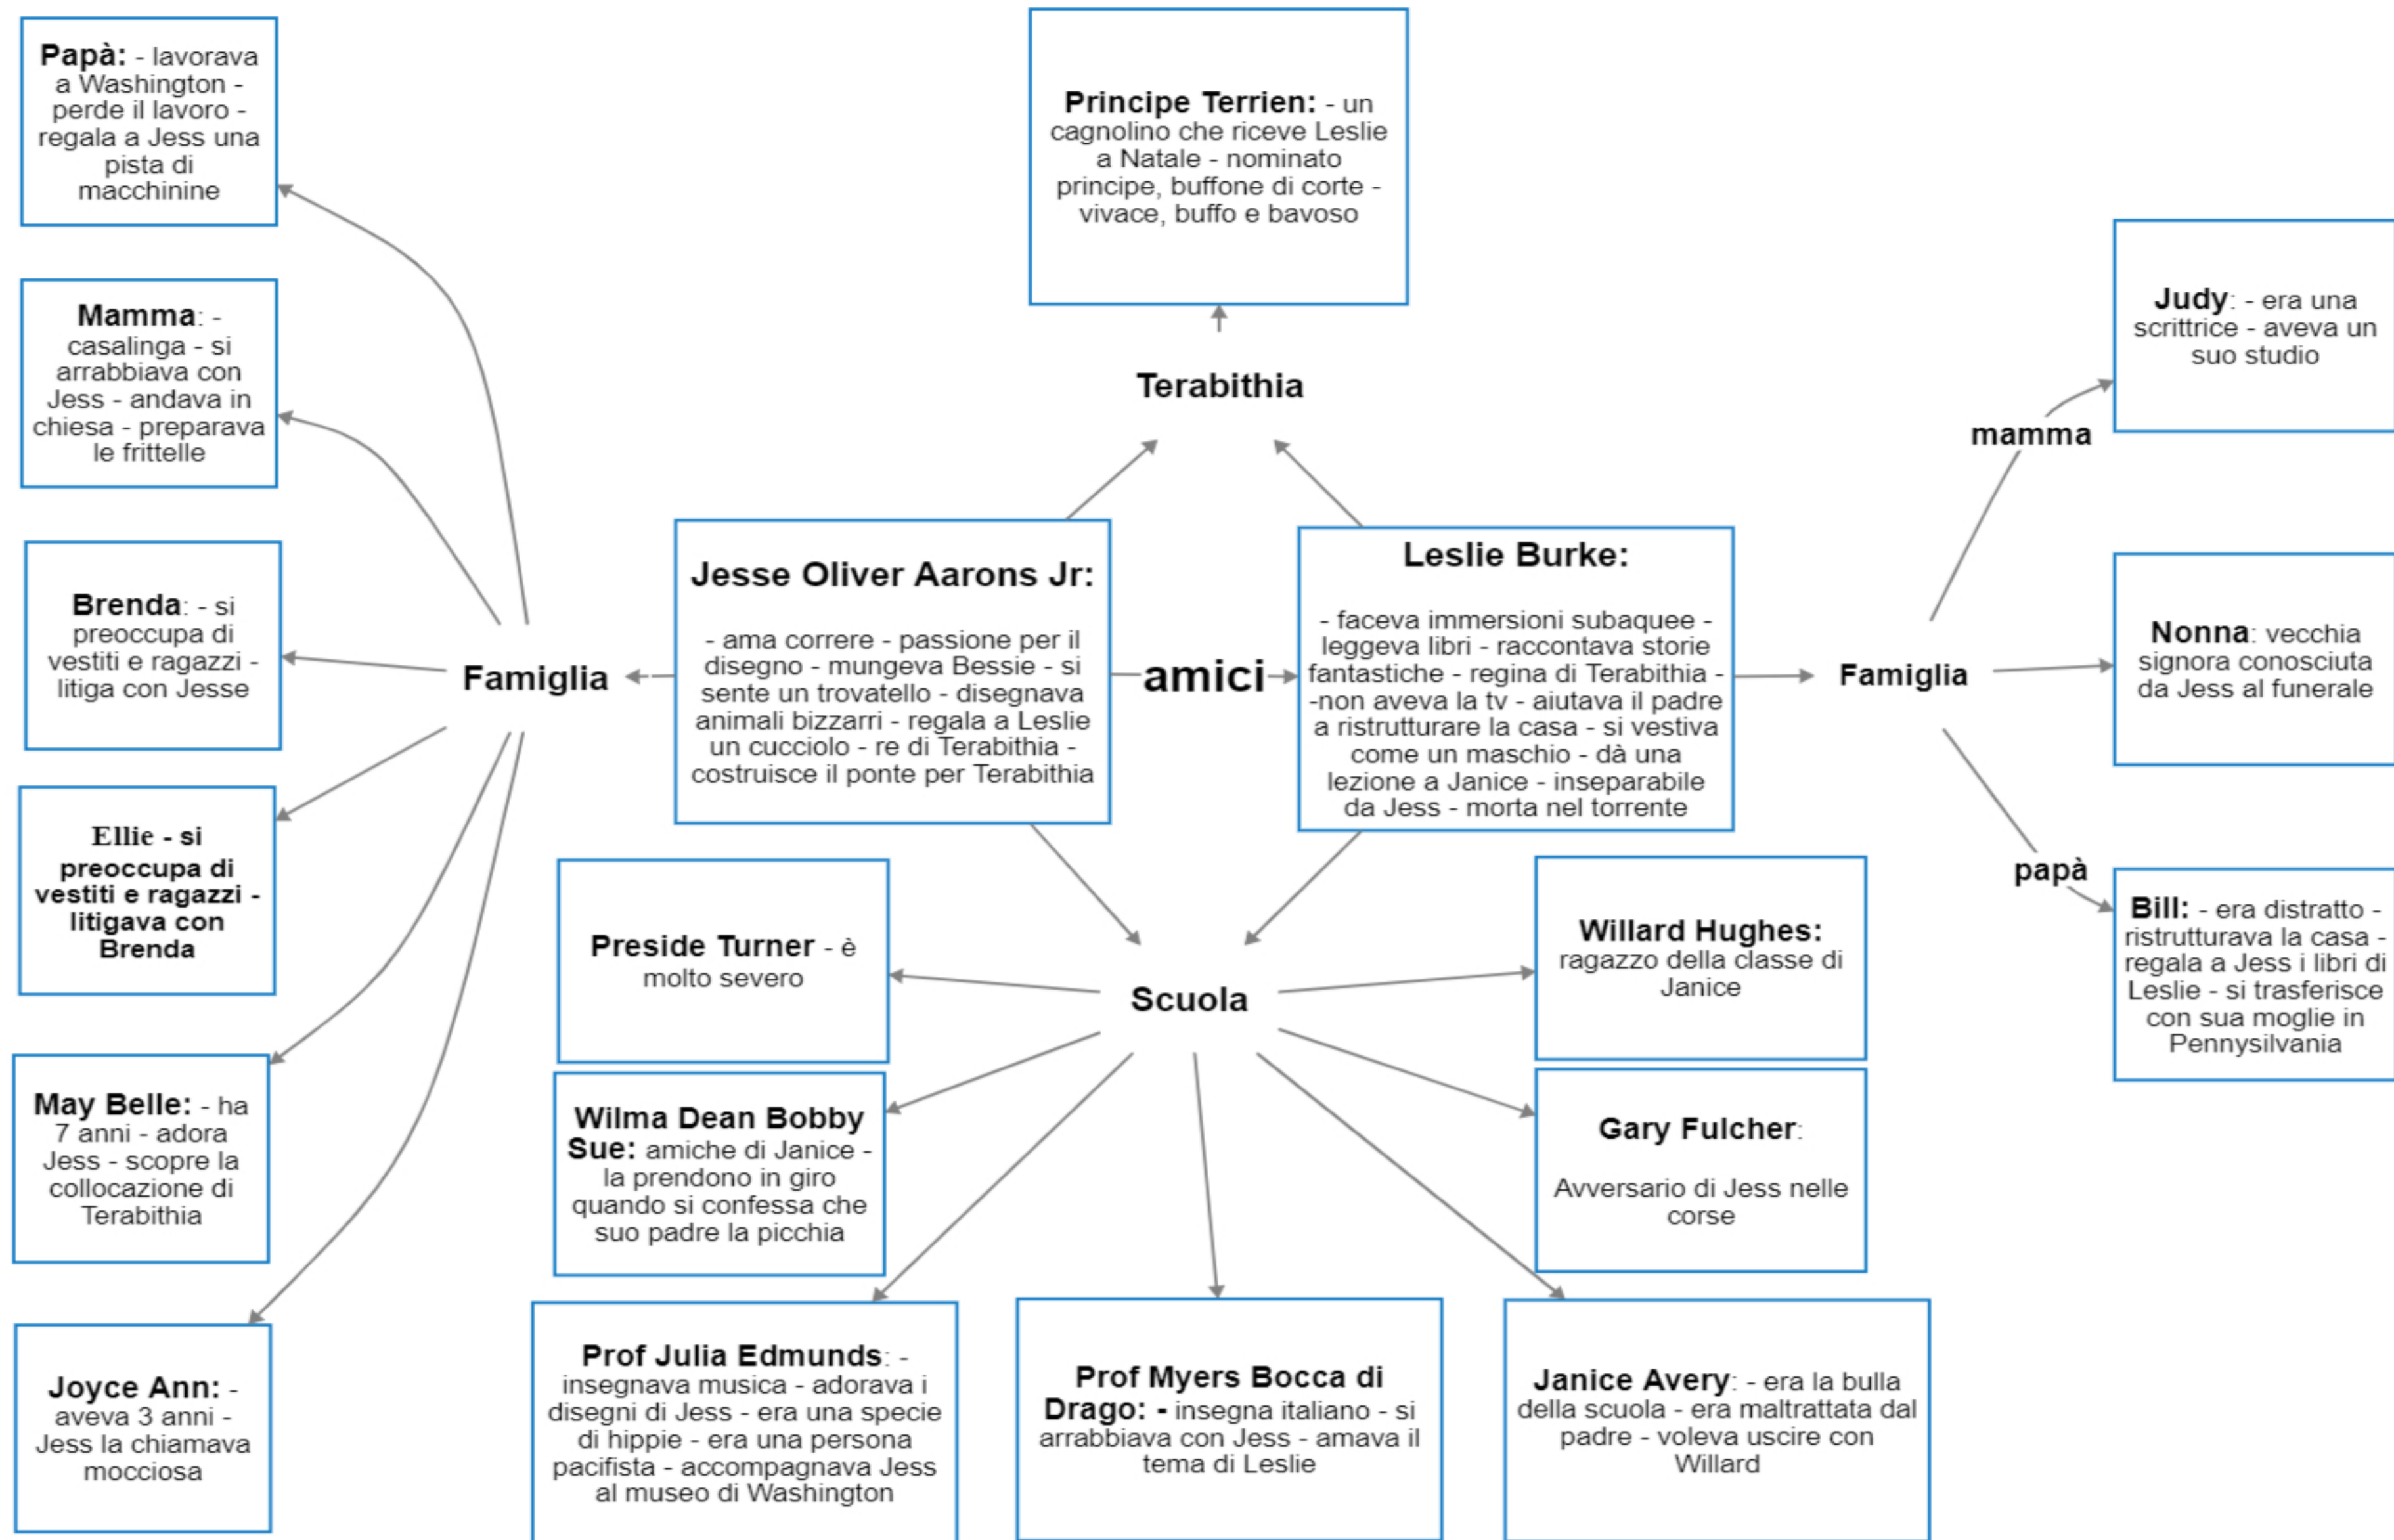 Papà: - lavorava
a Washington -
perde il lavoro -
regala a Jess una
pista di
macchinine
Mamma: -
casalinga - si
arrabbiava con
Jess - andava in
chiesa - preparava
le frittelle
Brenda: - si
preoccupa di
vestiti e ragazzi -
litiga con Jesse
Ellie - si
preoccupa di
vestiti e ragazzi -
litigava con
Brenda
May Belle: - ha
7 anni - adora
Jess - scopre la
collocazione di
Terabithia
Joyce Ann: -
aveva 3 anni -
Jess la chiamava
mocciosa
Famiglia
Principe Terrien: - un
cagnolino che riceve Leslie
a Natale - nominato
principe, buffone di corte -
vivace, buffo e bavoso
Terabithia
Jesse Oliver Aarons Jr:
- ama correre - passione per il
disegno - mungeva Bessie - si
sente un trovatello - disegnava
animali bizzarri - regala a Leslie
un cucciolo - re di Terabithia -
costruisce il ponte per Terabithia
amici
Leslie Burke:
- faceva immersioni subaquee -
leggeva libri - raccontava storie
fantastiche - regina di Terabithia -
-non aveva la tv - aiutava il padre
a ristrutturare la casa - si vestiva
come un maschio - dà una
lezione a Janice - inseparabile
da Jess - morta nel torrente
Famiglia
mamma
Judy: - era una
scrittrice - aveva un
suo studio
Nonna: vecchia
signora conosciuta
da Jess al funerale
papà
Bill: - era distratto -
ristrutturava la casa -
regala a Jess i libri di
Leslie - si trasferisce
con sua moglie in
Pennysilvania
Scuola
Preside Turner - è
molto severo
Wilma Dean Bobby
Sue: amiche di Janice -
la prendono in giro
quando si confessa che
suo padre la picchia
Prof Julia Edmunds: -
insegnava musica - adorava i
disegni di Jess - era una specie
di hippie - era una persona
pacifista - accompagnava Jess
al museo di Washington
Prof Myers Bocca di
Drago: - insegna italiano - si
arrabbiava con Jess - amava il
tema di Leslie
Willard Hughes:
ragazzo della classe di
Janice
Gary Fulcher:
Avversario di Jess nelle
corse
Janice Avery: - era la bulla
della scuola - era maltrattata dal
padre - voleva uscire con
Willard